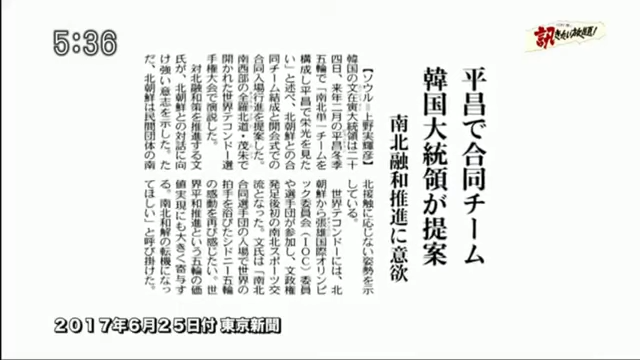 5:36
訊きたい放題!
平昌で合同チーム
韓国大統領が提案
南北融和推進に意欲
【ソウル=上野実輝彦】
韓国の文在寅大統領は二十
四日、来年二月の平昌冬季
五輪で「南北単一チームを
構成し平昌で栄光を見た
い」と述べ、北朝鮮との合
同チーム結成と開会式での
合同入場行進を提案した。
南西部の全羅北道・茂朱で
開かれた世界テコンドー選
手権大会で演説した。
対北融和策を推進する文
氏が、北朝鮮との対話に向
け強い意志を示した。た
だ、北朝鮮は民間団体の南
北接触に応じない姿勢を示
している。
世界テコンドーには、北
朝鮮から張雄国際オリンピ
ック委員会(IOC)委員
や選手団が参加し、文政権
発足後初の南北スポーツ交
流となった。文氏は「南北
合同選手団の入場で世界の
拍手を浴びたシドニー五輪
の感動を再び感じたい。世
界平和推進という五輪の価
値実現にも大きく寄与す
る。南北和解の転機になっ
てほしい」と呼び掛けた。
2017年6月25日付 東京新聞